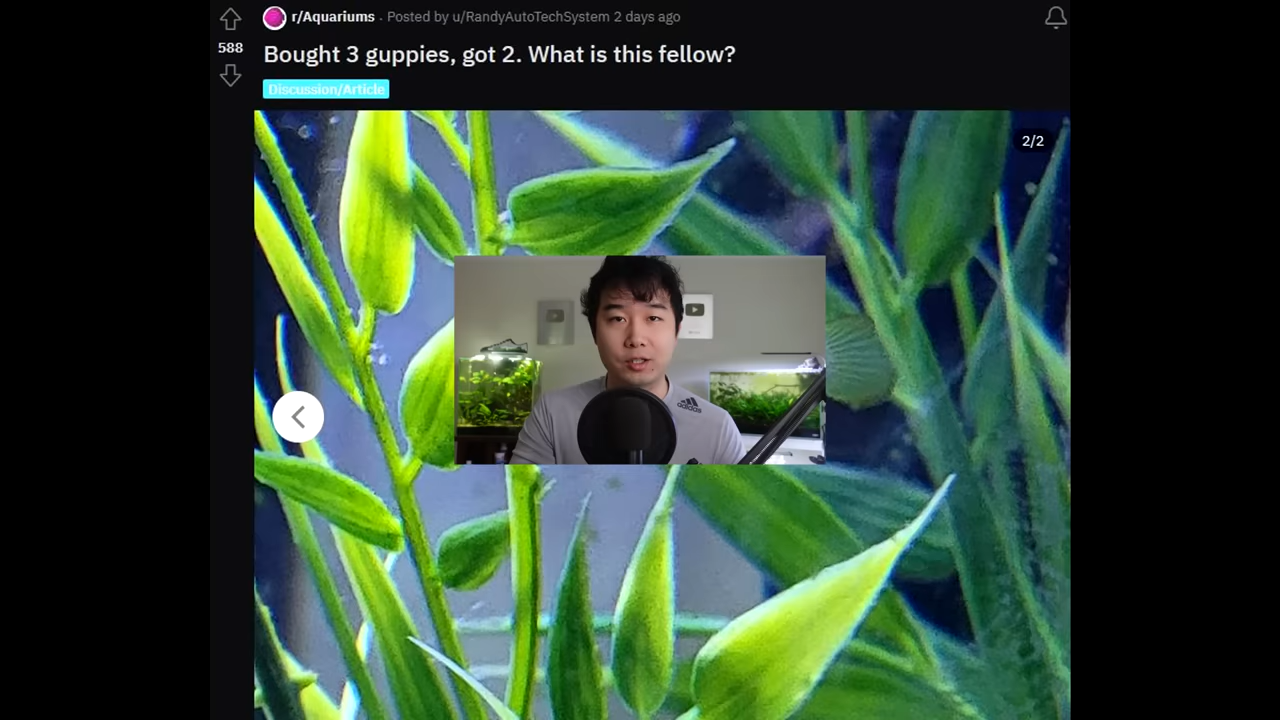 r/Aquariums · Posted by u/RandyAutoTechSystem 2 days ago
588
Bought 3 guppies, got 2. What is this fellow?
Discussion/Article
2/2
adidas